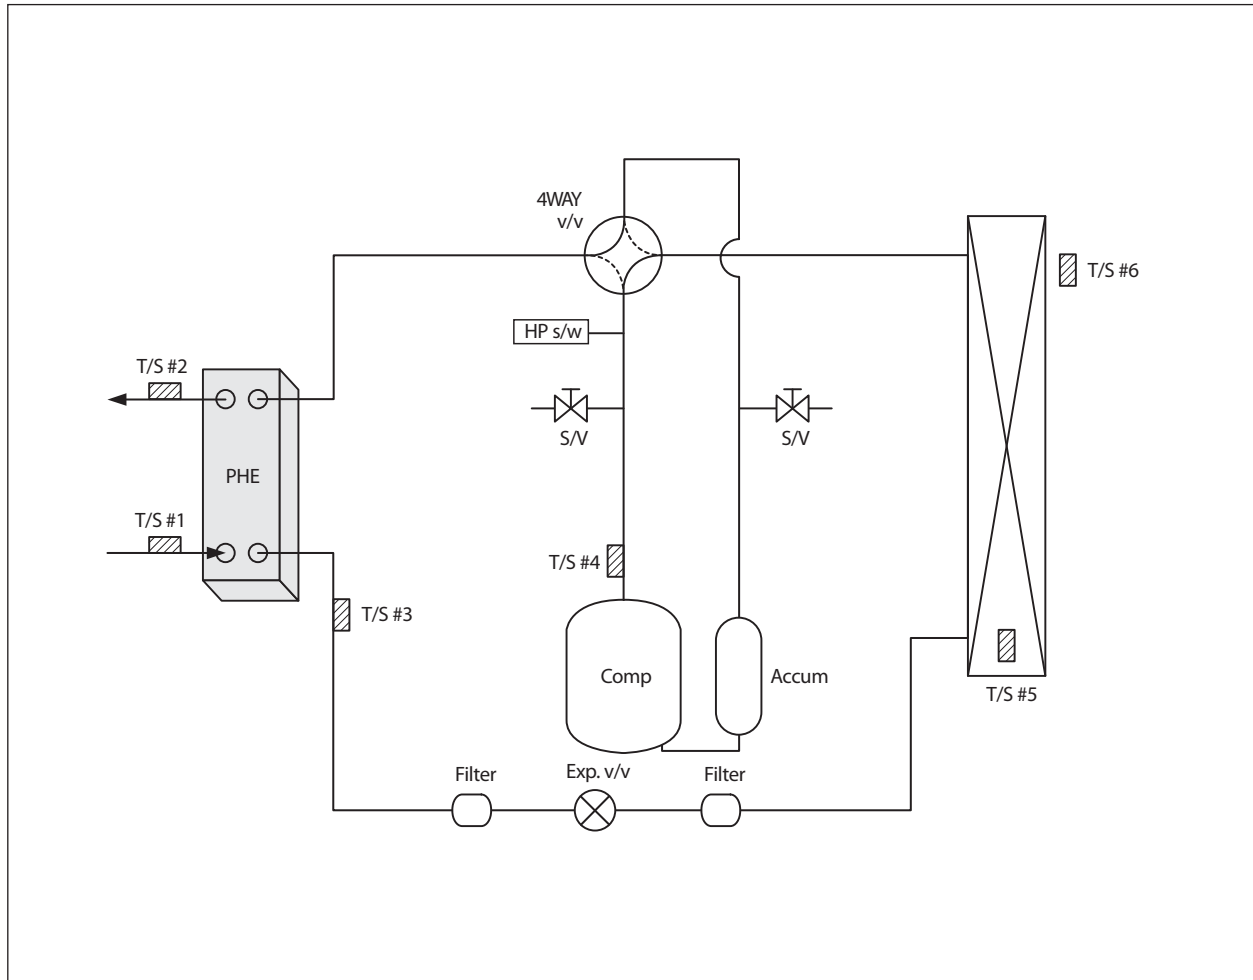 4WAY
v/v
T/S #6
HP s/w
T/S #2
S/V
S/V
PHE
T/S #1
T/S #4
T/S #3
Comp
Accum
T/S #5
Filter
Exp. v/v
Filter